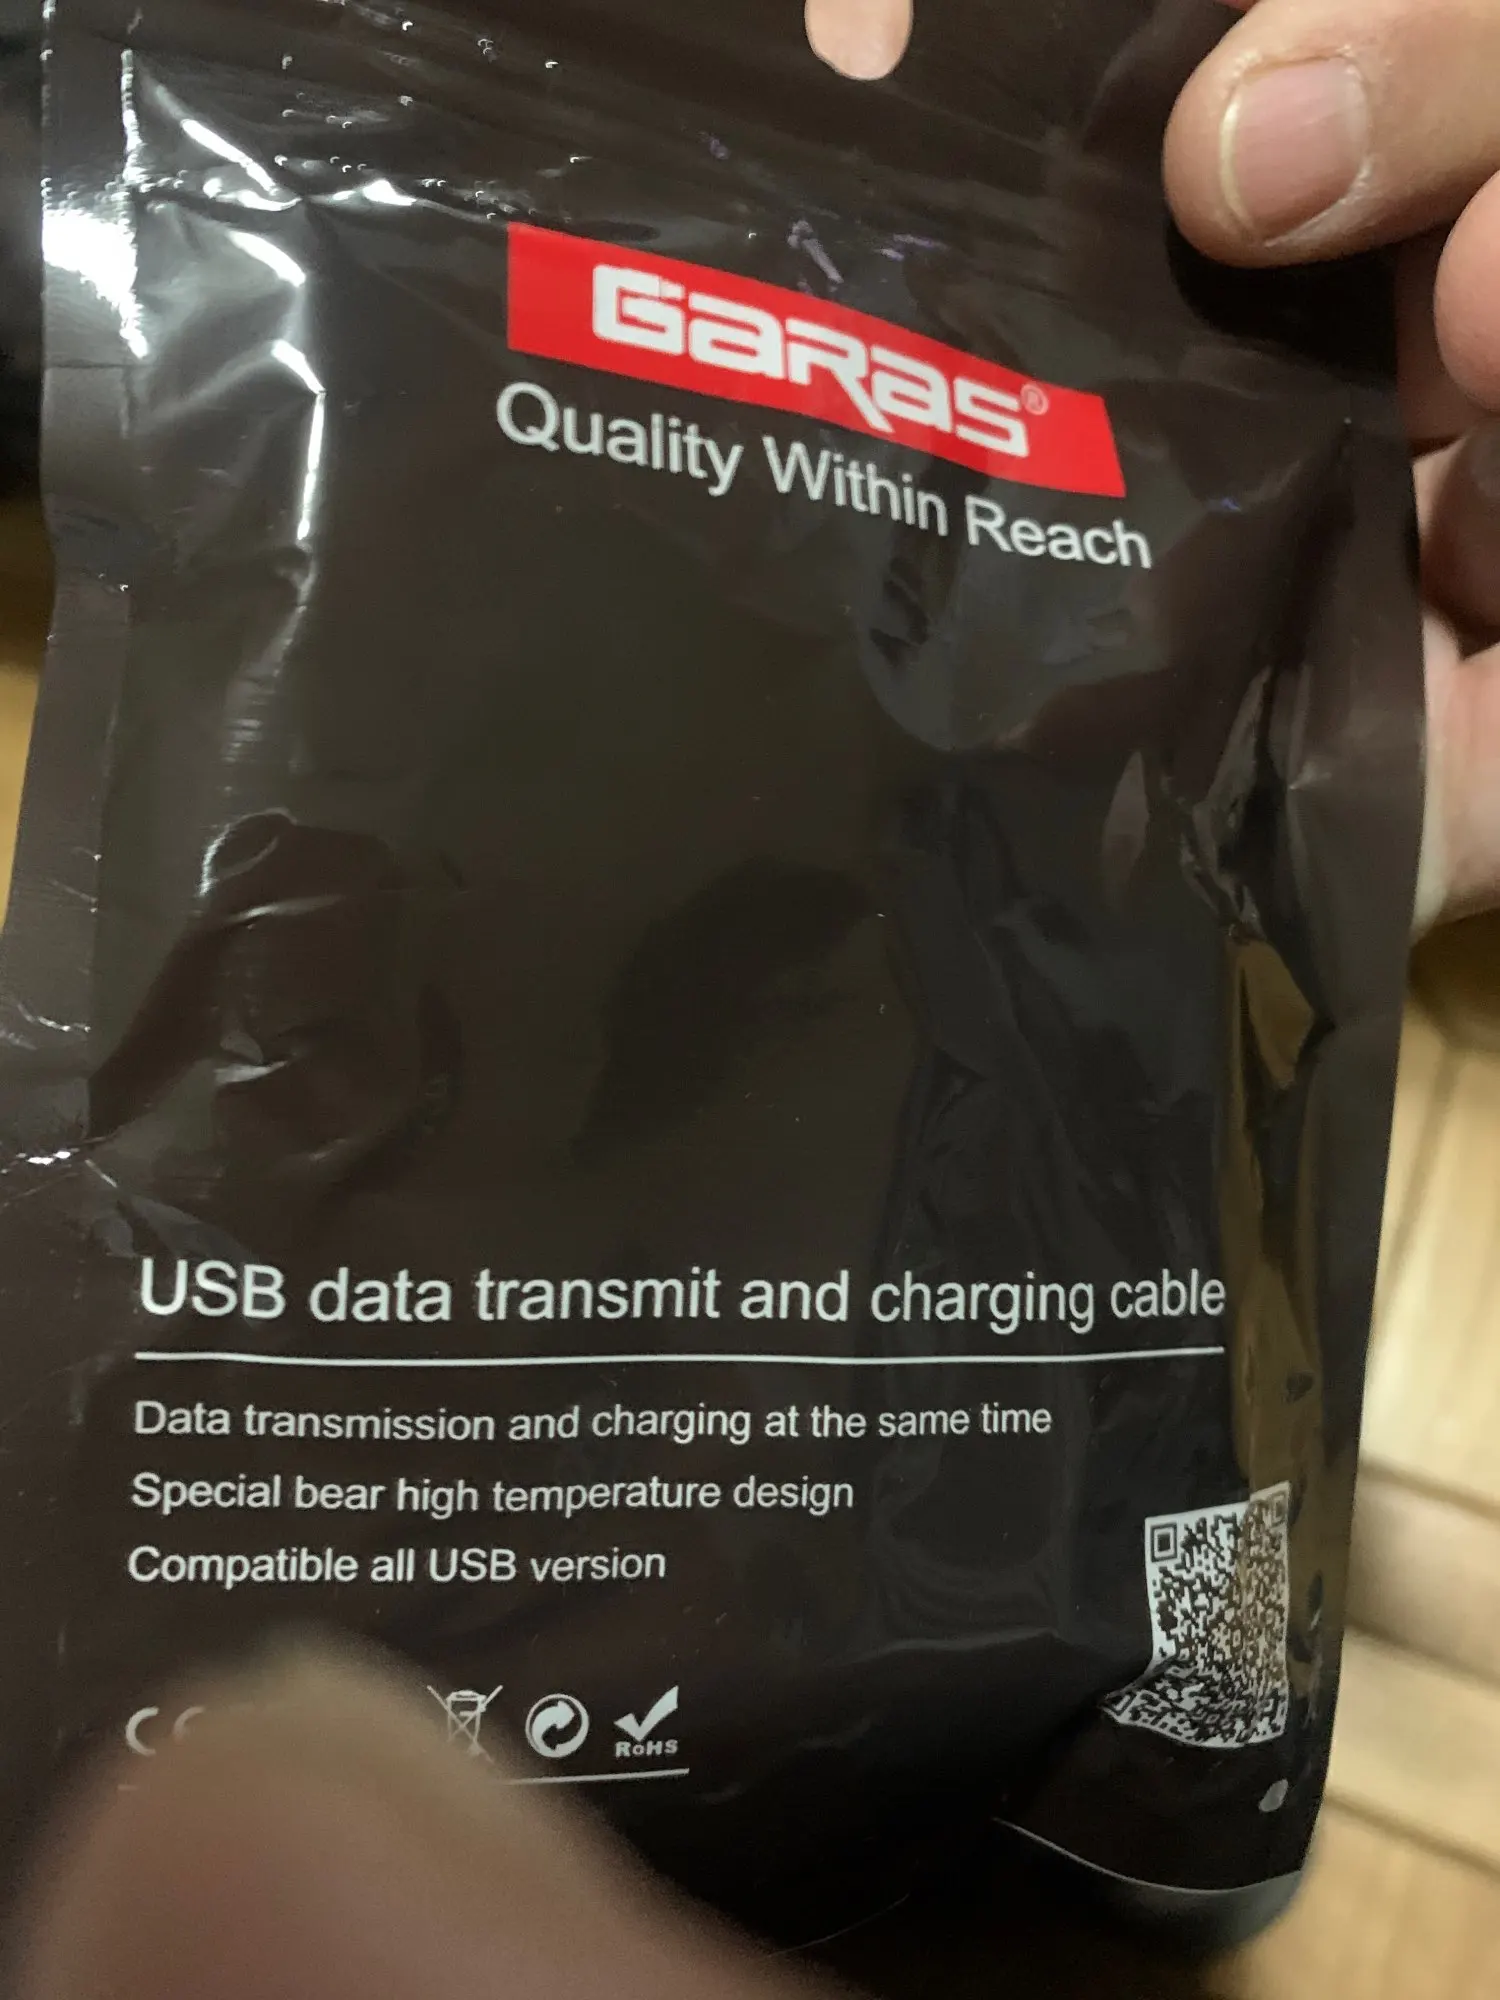 GaRas®
Quality Within Reach
USB data transmit and charging cable
Data transmission and charging at the same time
Special bear high temperature design
Compatible all USB version
CE
RoHS